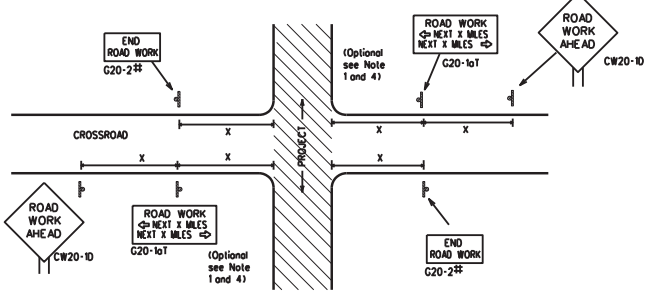 END
ROAD WORK
G20-2#
(Optional
see Note
1 and 4)
ROAD WORK
⇦ NEXT X MILES
NEXT X MILES ⇨
G20-1aT
ROAD
WORK
AHEAD
CW20-1D
CROSSROAD
X
X
X
PROJECT
X
X
X
ROAD
WORK
AHEAD
CW20-1D
ROAD WORK
⇦ NEXT X MILES
NEXT X MILES ⇨
G20-1aT
(Optional
see Note
1 and 4)
END
ROAD WORK
G20-2#